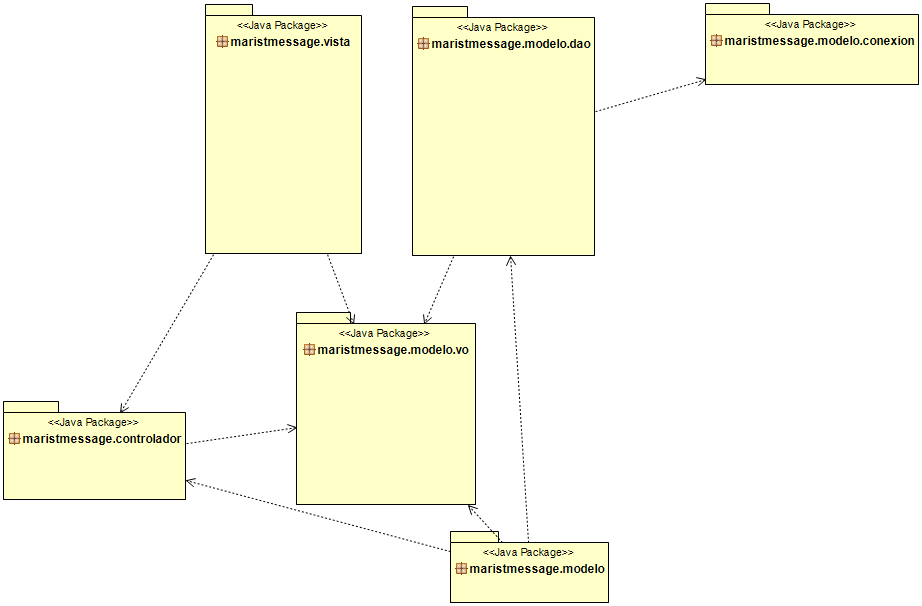 <<Java Package>>
maristmessage.vista
<<Java Package>>
maristmessage.modelo.dao
<<Java Package>>
maristmessage.modelo.conexion
<<Java Package>>
maristmessage.modelo.vo
<<Java Package>>
maristmessage.controlador
<<Java Package>>
maristmessage.modelo